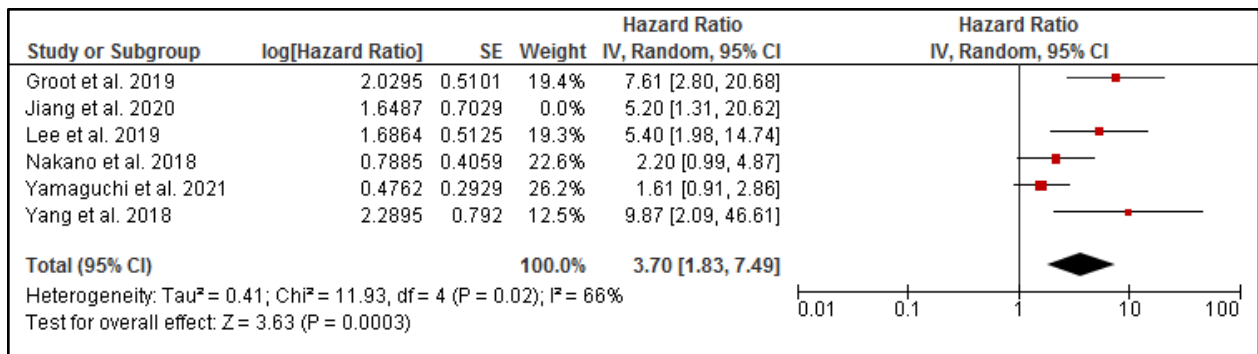 Hazard Ratio Hazard Ratio
Study or Subgroup log[Hazard Ratio] SE Weight IV, Random, 95% CI IV, Random, 95% CI
Groot et al. 2019 2.0295 0.5101 19.4% 7.61 [2.80, 20.68]
Jiang et al. 2020 1.6487 0.7029 0.0% 5.20 [1.31, 20.62]
Lee et al. 2019 1.6864 0.5125 19.3% 5.40 [1.98, 14.74]
Nakano et al. 2018 0.7885 0.4059 22.6% 2.20 [0.99, 4.87]
Yamaguchi et al. 2021 0.4762 0.2929 26.2% 1.61 [0.91, 2.86]
Yang et al. 2018 2.2895 0.792 12.5% 9.87 [2.09, 46.61]
Total (95% CI) 100.0% 3.70 [1.83, 7.49]
Heterogeneity: Tau² = 0.41; Chi² = 11.93, df = 4 (P = 0.02); I² = 66%
Test for overall effect: Z = 3.63 (P = 0.0003)
0.01 0.1 1 10 100